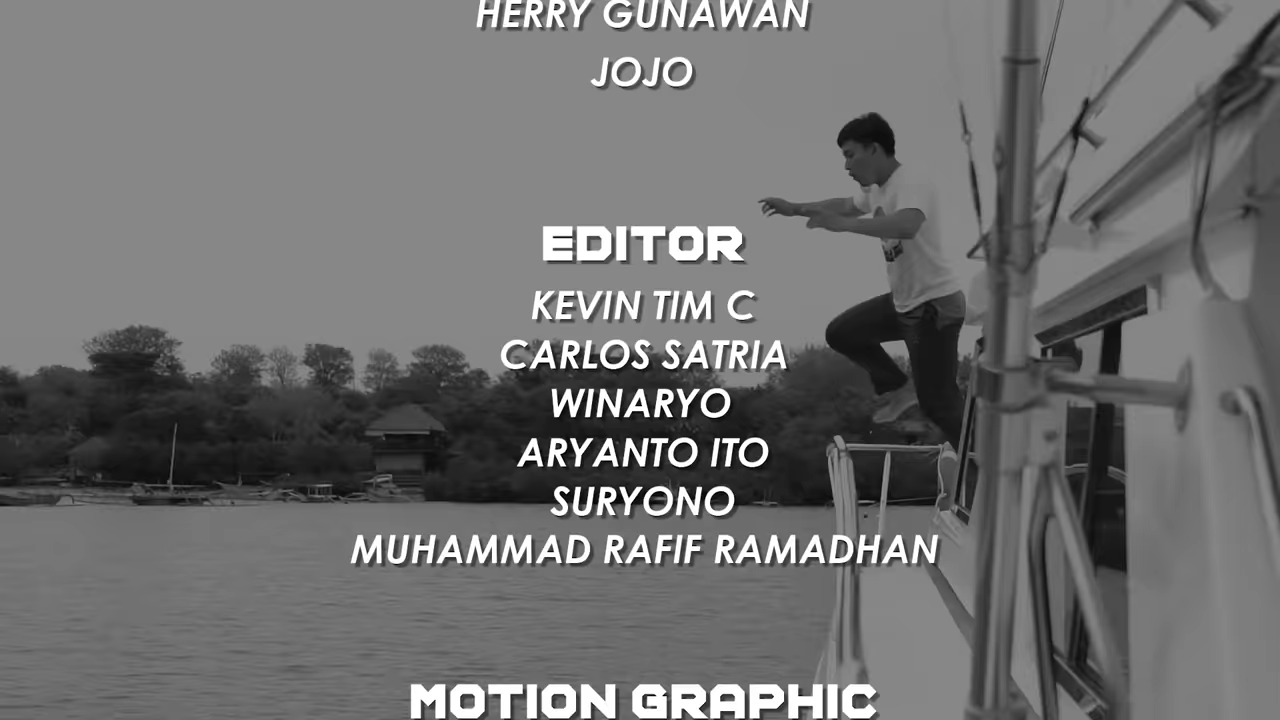 HERRY GUNAWAN
JOJO
EDITOR
KEVIN TIM C
CARLOS SATRIA
WINARYO
ARYANTO ITO
SURYONO
MUHAMMAD RAFIF RAMADHAN
MOTION GRAPHIC